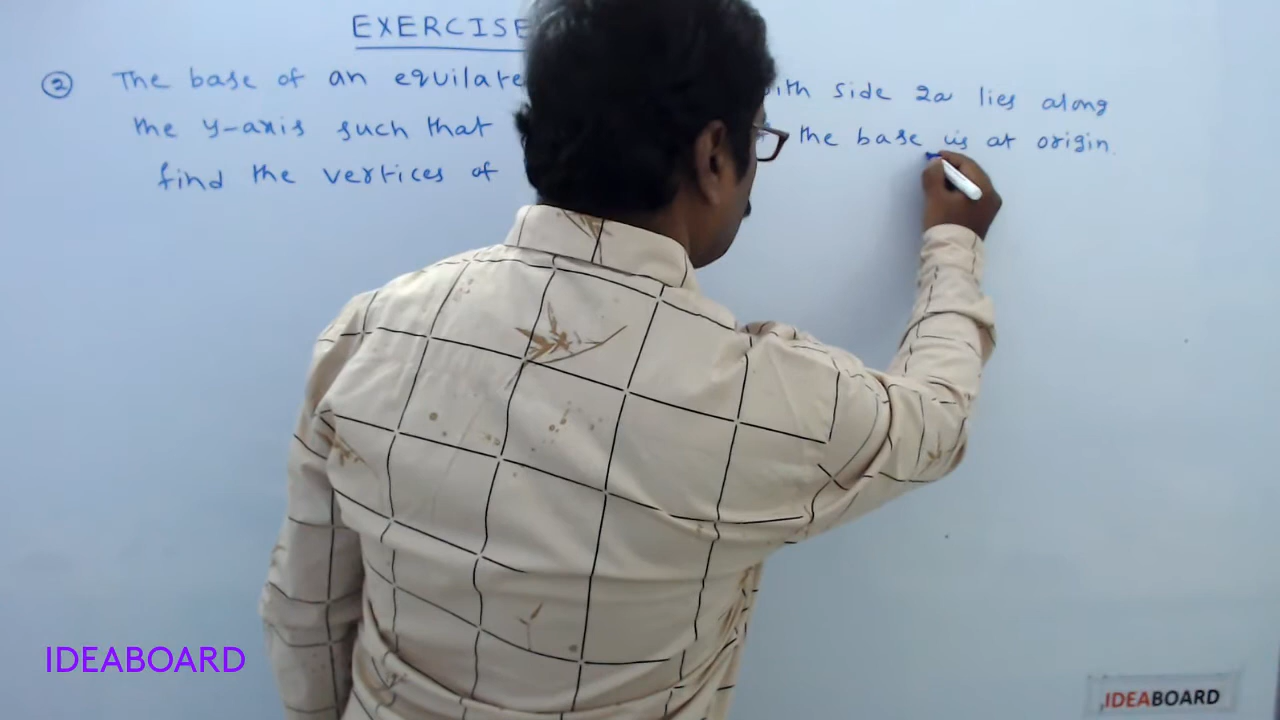 EXERCISE
② The base of an equilate ith side 2a lies along
the y-axis such that the base is at origin.
find the vertices of
IDEABOARD
IDEABOARD